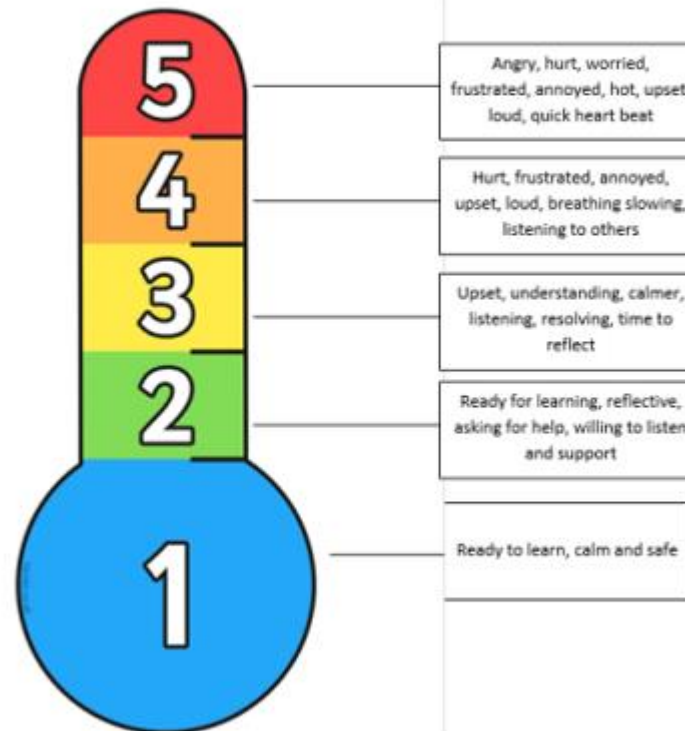 5
Angry, hurt, worried,
frustrated, annoyed, hot, upset
loud, quick heart beat
4
Hurt, frustrated, annoyed,
upset, loud, breathing slowing,
listening to others
3
Upset, understanding, calmer,
listening, resolving, time to
reflect
2
Ready for learning, reflective,
asking for help, willing to listen
and support
1
Ready to learn, calm and safe